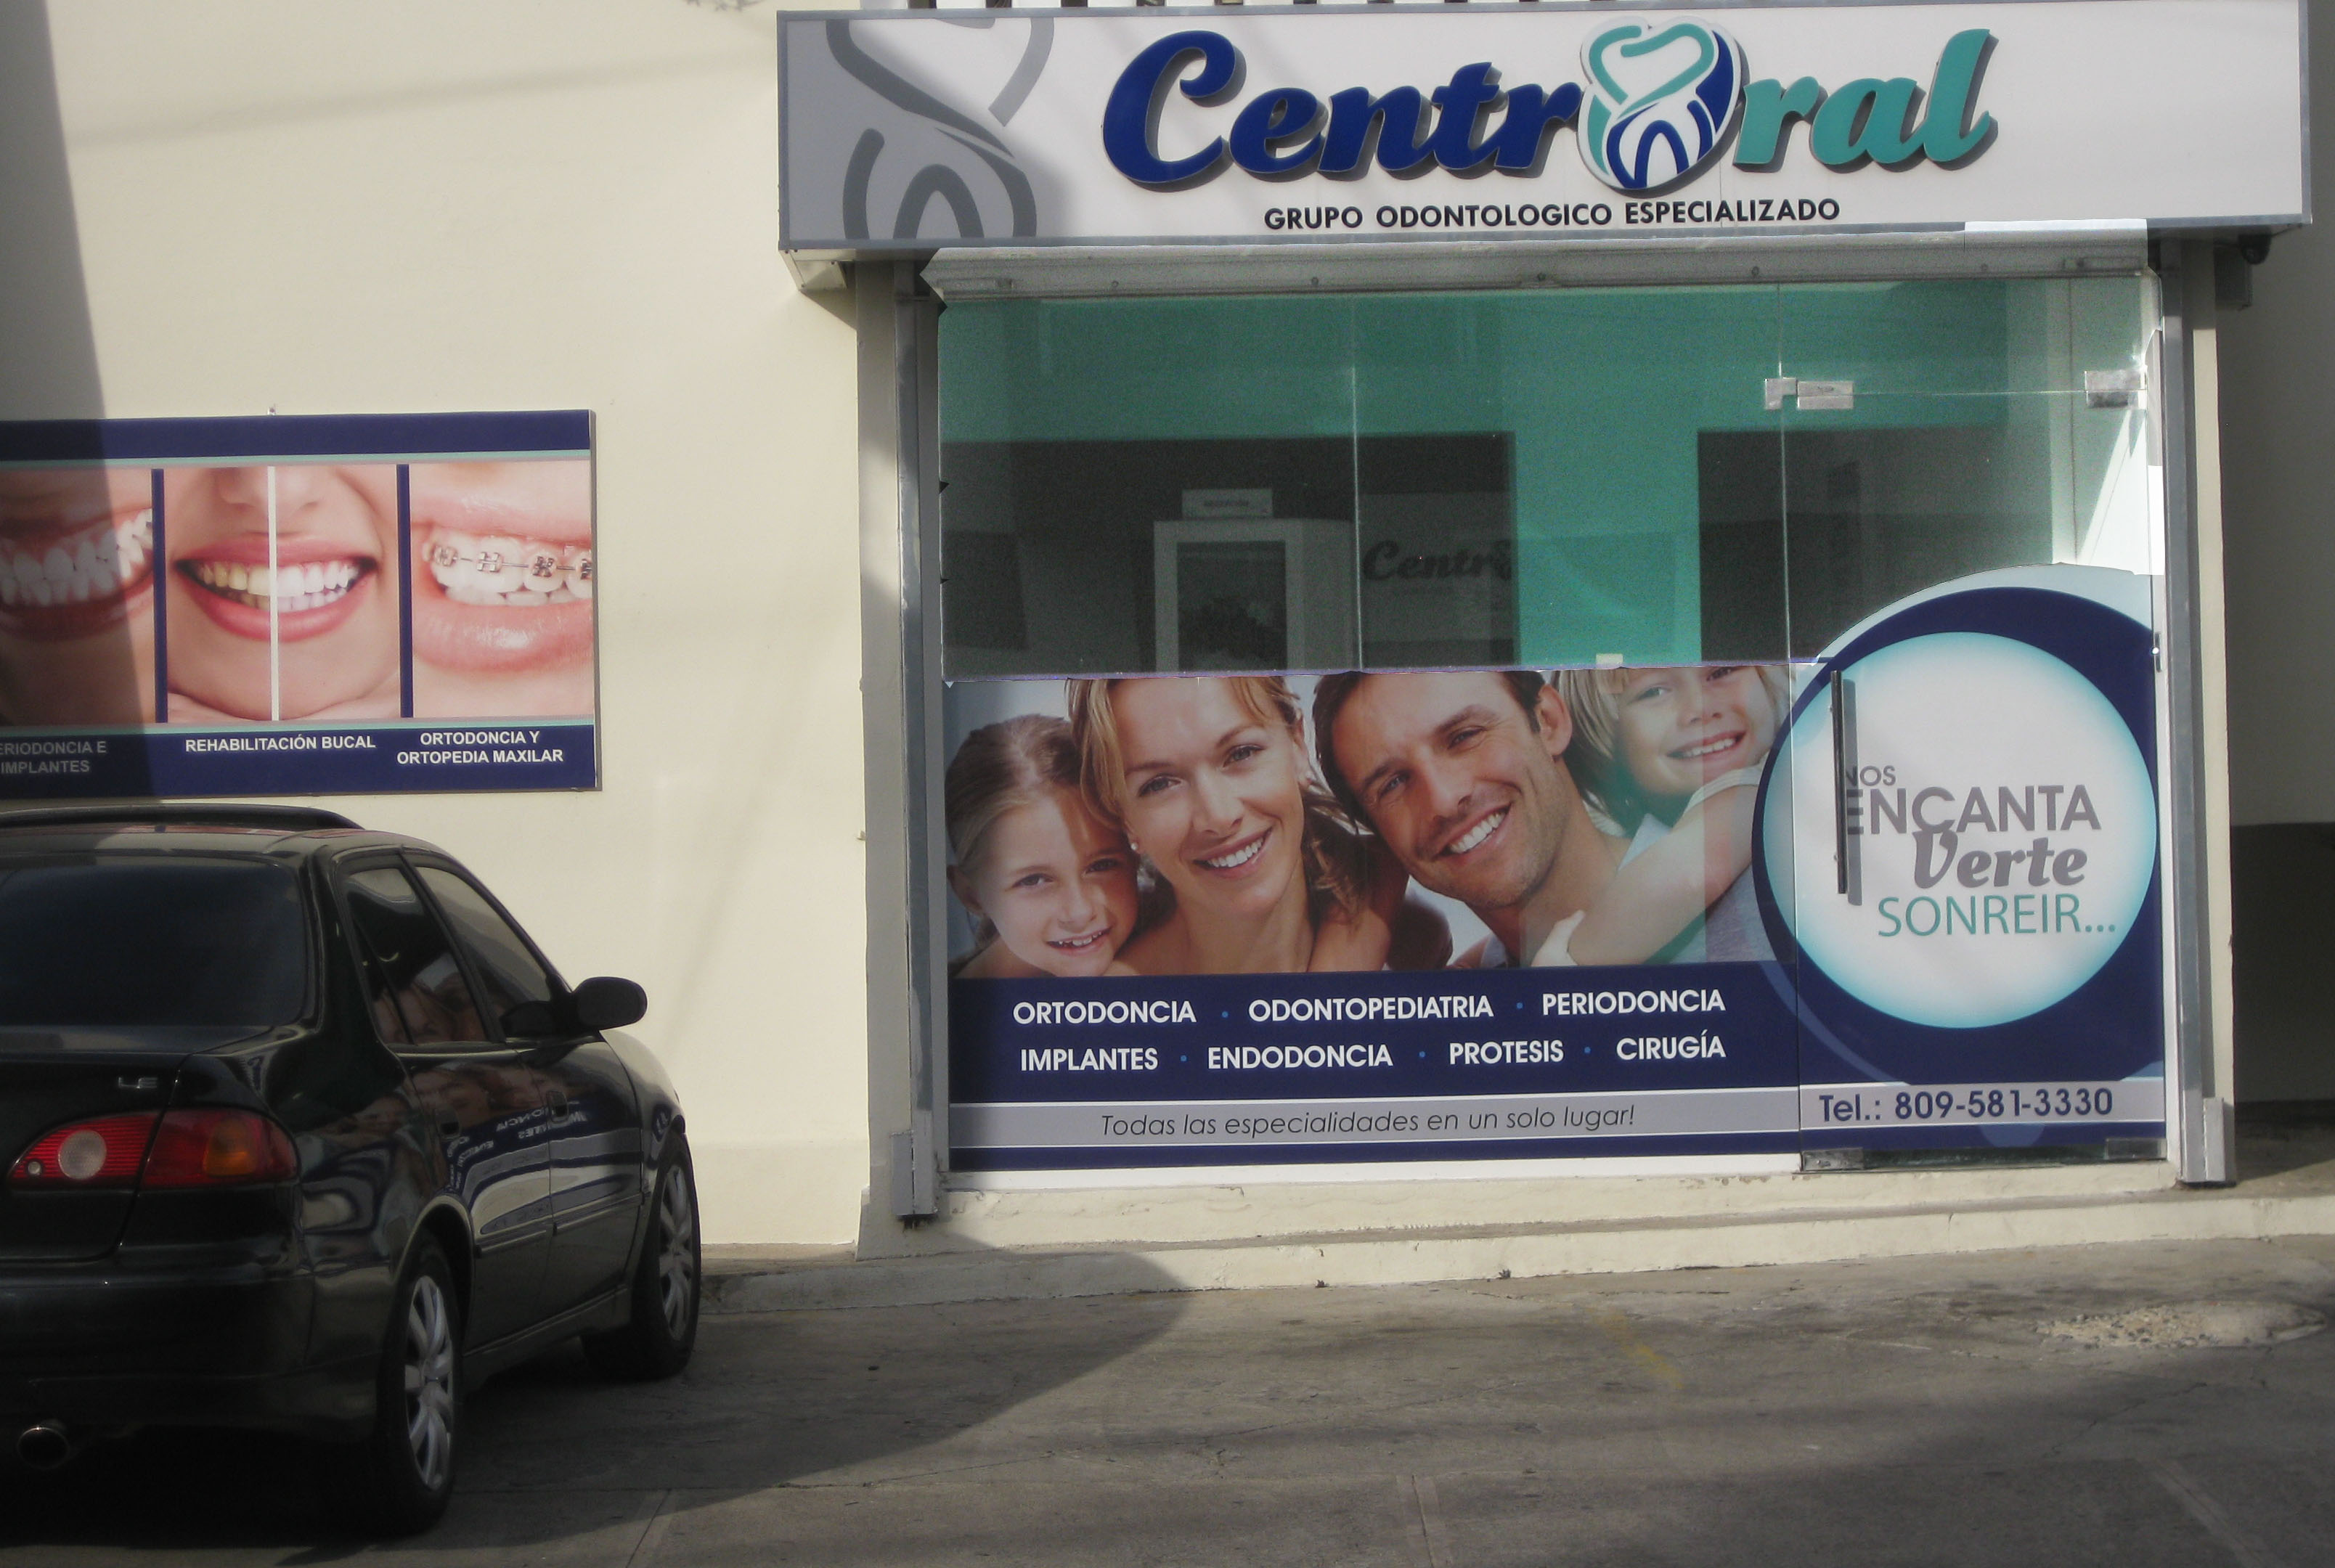 CentrOral
GRUPO ODONTOLOGICO ESPECIALIZADO
Centr
IMPLANTES
REHABILITACIÓN BUCAL
ORTODONCIA Y
ORTOPEDIA MAXILAR
NOS
ENCANTA
Verte
SONREIR...
ORTODONCIA · ODONTOPEDIATRIA · PERIODONCIA
IMPLANTES · ENDODONCIA · PROTESIS · CIRUGÍA
Todas las especialidades en un solo lugar!
Tel.: 809-581-3330
LE